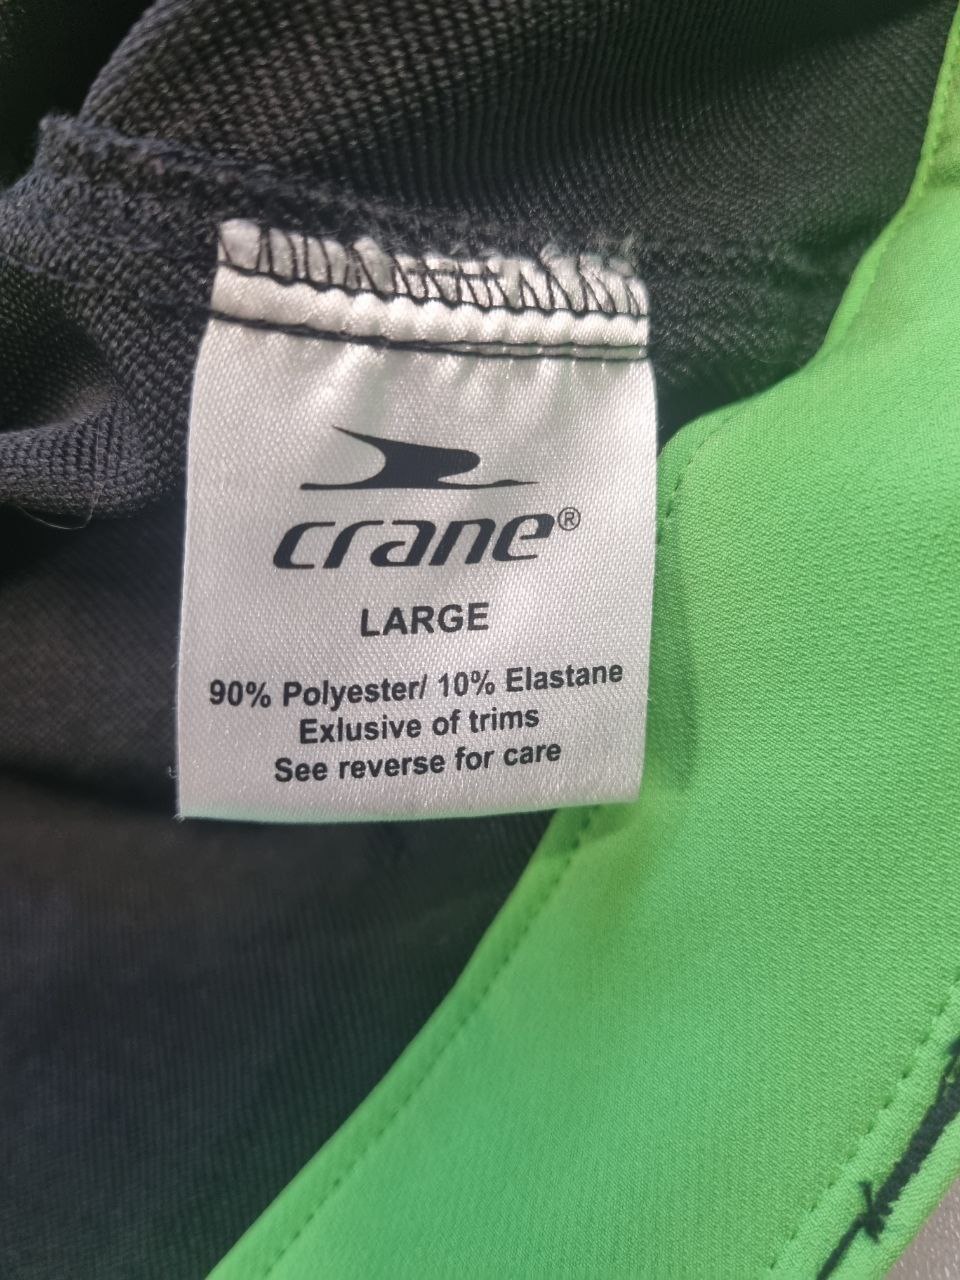 crane®
LARGE
90% Polyester/ 10% Elastane
Exlusive of trims
See reverse for care